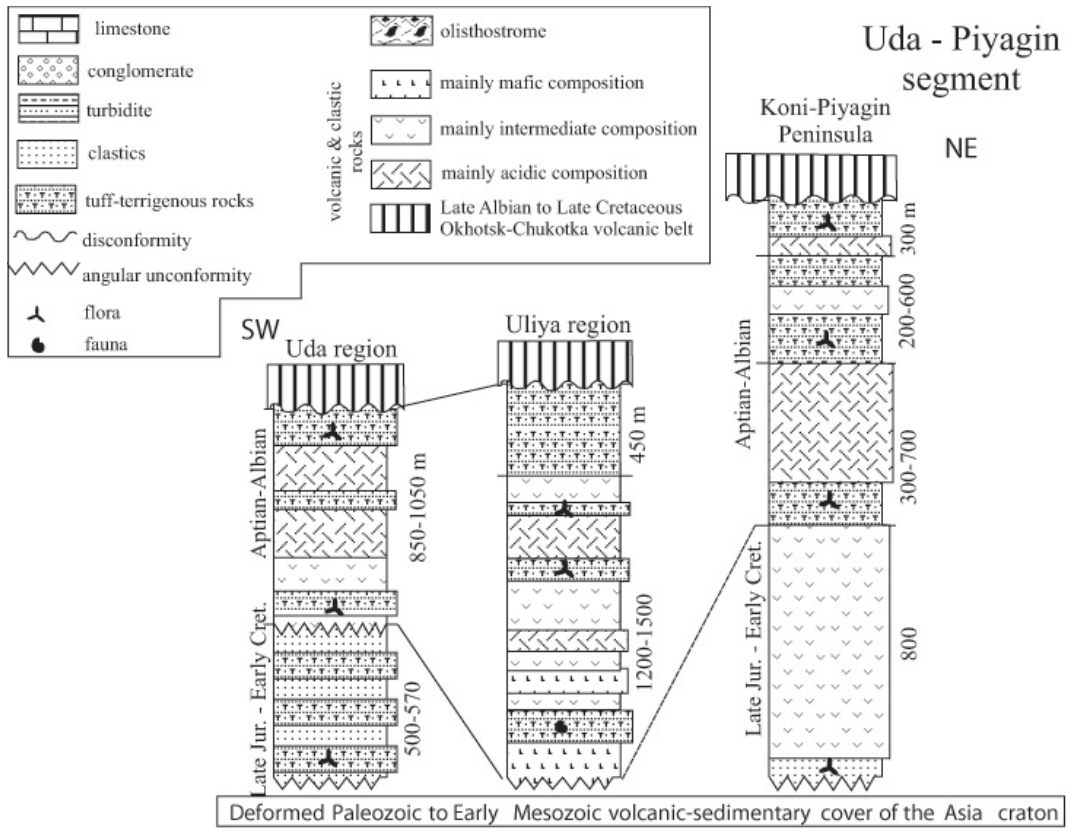 limestone
conglomerate
turbidite
clastics
tuff-terrigenous rocks
disconformity
angular unconformity
flora
fauna
olisthostrome
volcanic & clastic
rocks
mainly mafic composition
mainly intermediate composition
mainly acidic composition
Late Albian to Late Cretaceous
Okhotsk-Chukotka volcanic belt
Uda - Piyagin
segment
Koni-Piyagin
Peninsula
NE
SW
Uda region
Uliya region
Aptian-Albian
850-1050 m
Late Jur. - Early Cret.
500-570
450 m
1200-1500
300 m
200-600
Aptian-Albian
300-700
Late Jur. - Early Cret.
800
Deformed Paleozoic to Early Mesozoic volcanic-sedimentary cover of the Asia craton